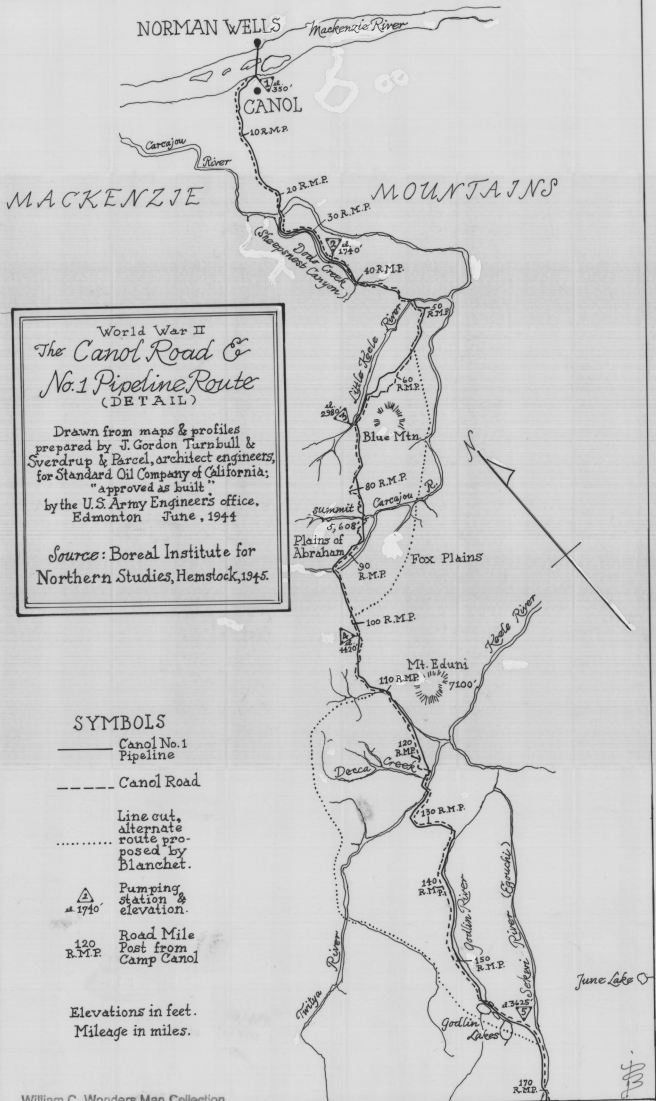 NORMAN WELLS
Mackenzie River
1
el. 350'
CANOL
10 R.M.P.
Carcajou
River
20 R.M.P.
MACKENZIE MOUNTAINS
30 R.M.P.
2
el. 1740'
Dodo Creek
(Sheepsnest Canyon)
40 R.M.P.
50
R.M.P.
Little Keele River
60
R.M.P.
el.
2980'
3
Blue Mtn.
World War II
The Canol Road &
No.1 Pipeline Route
(DETAIL)
Drawn from maps & profiles
prepared by J. Gordon Turnbull &
Sverdrup & Parcel, architect engineers,
for Standard Oil Company of California;
"approved as built"
by the U.S. Army Engineers office,
Edmonton June, 1944
Source: Boreal Institute for
Northern Studies, Hemstock, 1945.
N
80 R.M.P.
Carcajou R.
summit
5,608'
Plains of
Abraham
90
R.M.P.
Fox Plains
100 R.M.P.
4
el.
4420'
Keele River
Mt. Eduni
7100'
110 R.M.P.
120
R.M.P.
Decca Creek
130 R.M.P.
140
R.M.P.
Godlin River
Sekevi River (Egouchi)
150
R.M.P.
Twitya River
el. 3425'
5
Godlin
Lakes
June Lake
170
R.M.P.
SYMBOLS
Canol No.1
Pipeline
Canol Road
Line cut,
alternate
route pro-
posed by
Blanchet.
2
el. 1740'
Pumping
station &
elevation.
120
R.M.P.
Road Mile
Post from
Camp Canol
Elevations in feet.
Mileage in miles.
William C. Wonders Map Collection